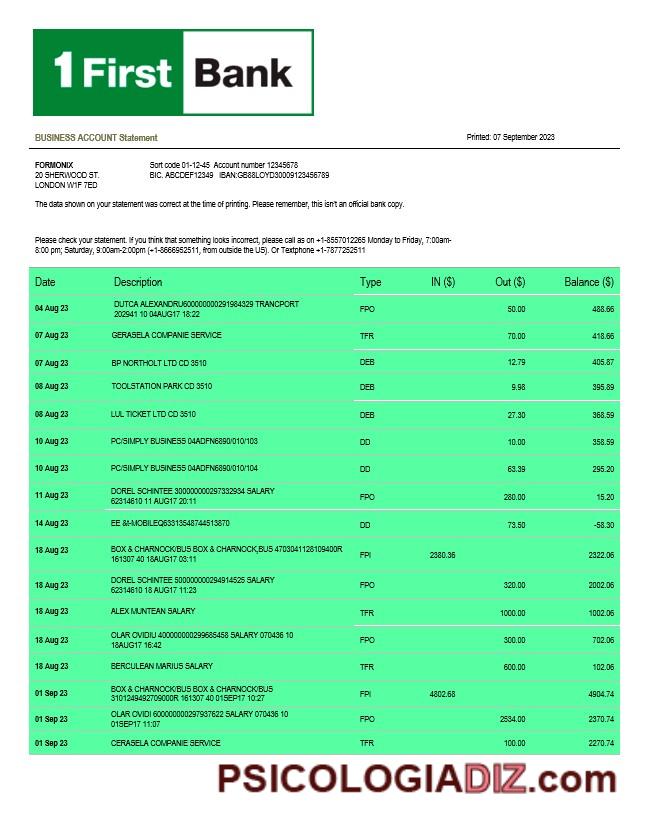 1 First Bank
BUSINESS ACCOUNT Statement Printed: 07 September 2023
FORMONIX Sort code 01-12-45 Account number 12345678
20 SHERWOOD ST. BIC. ABCDEF12349 IBAN:GB88LOYD30009123456789
LONDON W1F 7ED
The data shown on your statement was correct at the time of printing. Please remember, this isn't an official bank copy.
Please check your statement. If you think that something looks incorrect, please call as on +1-8557012265 Monday to Friday, 7:00am-
8:00 pm; Saturday, 9:00am-2:00pm (+1-8666952511, from outside the US). Or Textphone +1-7877252511
Date Description Type IN ($) Out ($) Balance ($)
04 Aug 23 DUTCA ALEXANDRU600000000291984329 TRANCPORT FPO 50.00 488.66
202941 10 04AUG17 18:22
07 Aug 23 GERASELA COMPANIE SERVICE TFR 70.00 418.66
07 Aug 23 BP NORTHOLT LTD CD 3510 DEB 12.79 405.87
08 Aug 23 TOOLSTATION PARK CD 3510 DEB 9.98 395.89
08 Aug 23 LUL TICKET LTD CD 3510 DEB 27.30 368.59
10 Aug 23 PC/SIMPLY BUSINESS 04ADFN6890/010/103 DD 10.00 358.59
10 Aug 23 PC/SIMPLY BUSINESS 04ADFN6890/010/104 DD 63.39 295.20
11 Aug 23 DOREL SCHINTEE 300000000297332934 SALARY FPO 280.00 15.20
62314610 11 AUG17 20:11
14 Aug 23 EE &t-MOBILEQ63313548744513870 DD 73.50 -58.30
18 Aug 23 BOX & CHARNOCK/BUS BOX & CHARNOCK,BUS 4703041128109400R FPI 2380.36 2322.06
161307 40 18AUG17 03:11
18 Aug 23 DOREL SCHINTEE 500000000294914525 SALARY FPO 320.00 2002.06
62314610 18 AUG17 11:23
18 Aug 23 ALEX MUNTEAN SALARY TFR 1000.00 1002.06
18 Aug 23 OLAR OVIDIU 400000000299685458 SALARY 070436 10 FPO 300.00 702.06
18AUG17 16:42
18 Aug 23 BERCULEAN MARIUS SALARY TFR 600.00 102.06
01 Sep 23 BOX & CHARNOCK/BUS BOX & CHARNOCK/BUS FPI 4802.68 4904.74
3101249492709000R 161307 40 01SEP17 10:27
01 Sep 23 OLAR OVIDI 600000000297937622 SALARY 070436 10 FPO 2534.00 2370.74
01SEP17 11:07
01 Sep 23 CERASELA COMPANIE SERVICE TFR 100.00 2270.74
PSICOLOGIADIZ.com